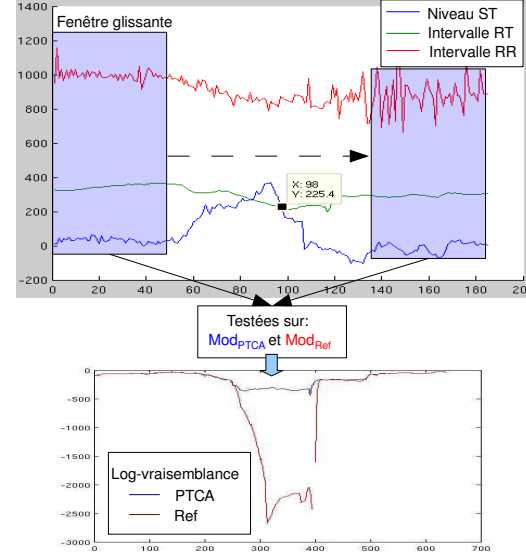 Fenêtre glissante
Niveau ST
Intervalle RT
Intervalle RR
1200
1000
800
600
400
200
0
-200
X: 98
Y: 225.4
0 20 40 60 80 100 120 140 160 180 20
Testées sur:
ModPTCA et ModRef
0
-500
-1000
-1500
-2000
-2500
-3000
Log-vraisemblance
PTCA
Ref
0 100 200 300 400 500 600 700